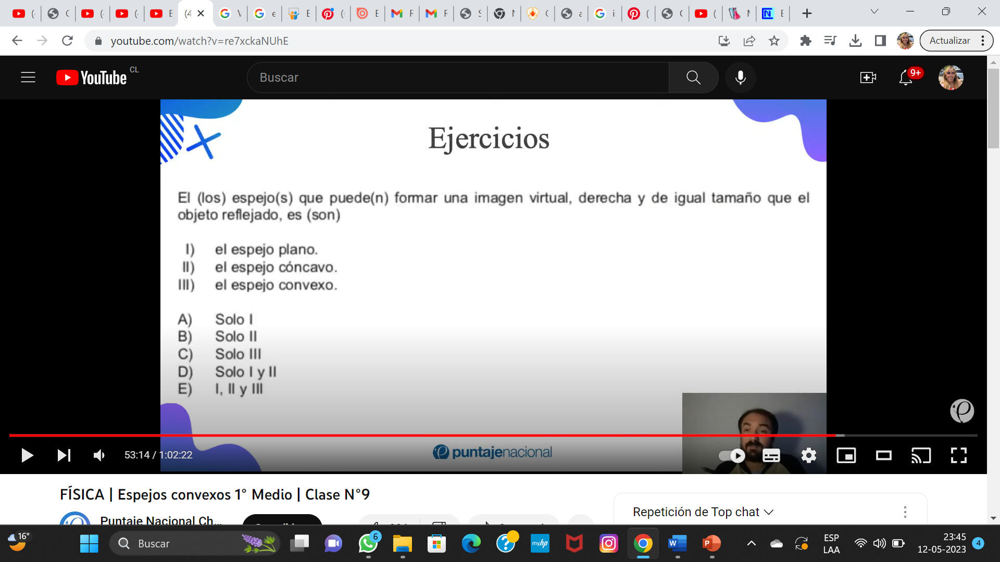 youtube.com/watch?v=re7xckaNUhE
Actualizar
YouTube CL
Buscar
9+
Ejercicios
El (los) espejo(s) que puede(n) formar una imagen virtual, derecha y de igual tamaño que el
objeto reflejado, es (son)
I) el espejo plano.
II) el espejo cóncavo.
III) el espejo convexo.
A) Solo I
B) Solo II
C) Solo III
D) Solo I y II
E) I, II y III
puntajenacional
53:14 / 1:02:22
FÍSICA | Espejos convexos 1° Medio | Clase N°9
Puntaje Nacional Ch...
Repetición de Top chat
16°
Buscar
6
myhp
ESP
LAA
23:45
12-05-2023
4